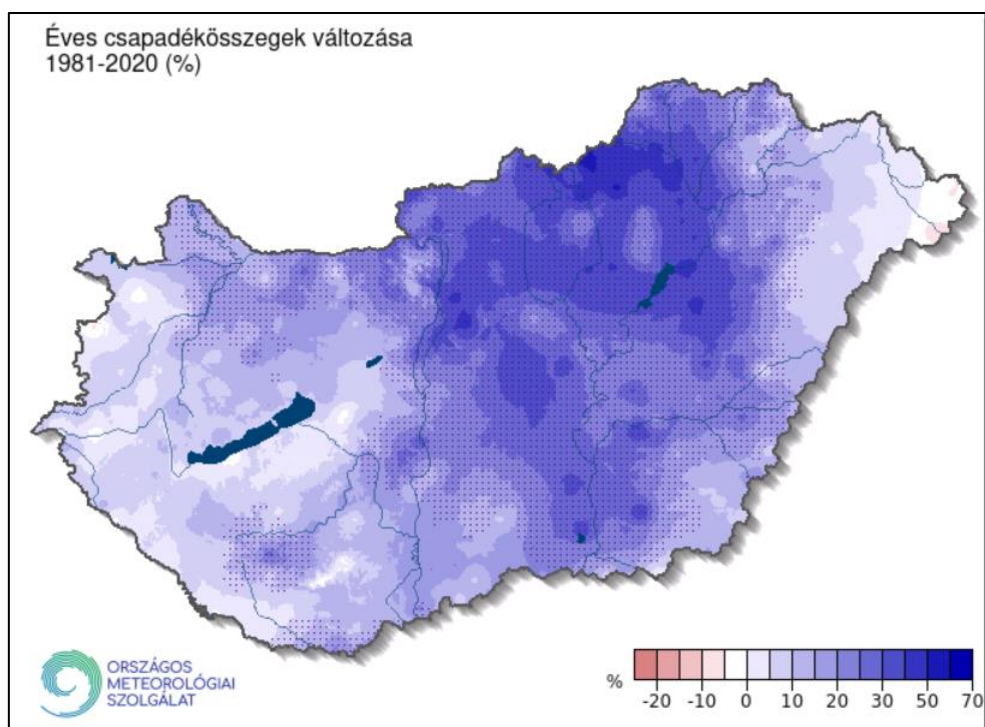 Éves csapadékösszegek változása
1981-2020 (%)
ORSZÁGOS
METEOROLÓGIAI
SZOLGÁLAT
% -20 -10 0 10 20 30 50 70